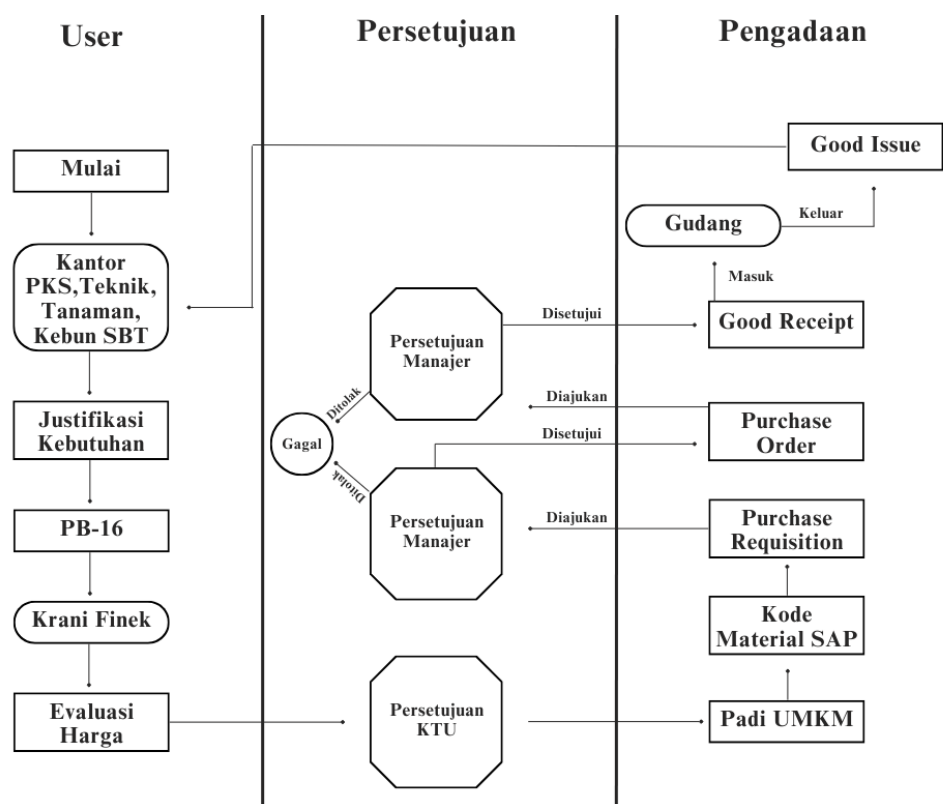 User
Persetujuan
Pengadaan
Mulai
Kantor
PKS,Teknik,
Tanaman,
Kebun SBT
Justifikasi
Kebutuhan
PB-16
Krani Finek
Evaluasi
Harga
Persetujuan
Manajer
Ditolak
Gagal
Ditolak
Persetujuan
Manajer
Persetujuan
KTU
Disetujui
Diajukan
Disetujui
Diajukan
Good Issue
Keluar
Gudang
Masuk
Good Receipt
Purchase
Order
Purchase
Requisition
Kode
Material SAP
Padi UMKM